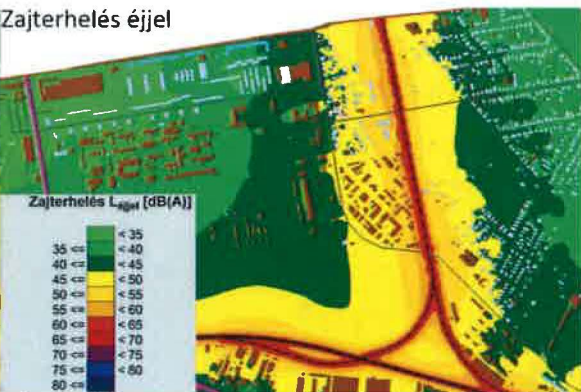 Zajterhelés éjjel
Zajterhelés Léjjel [dB(A)]
< 35
35 <= < 40
40 <= < 45
45 <= < 50
50 <= < 55
55 <= < 60
60 <= < 65
65 <= < 70
70 <= < 75
75 <= < 80
80 <=